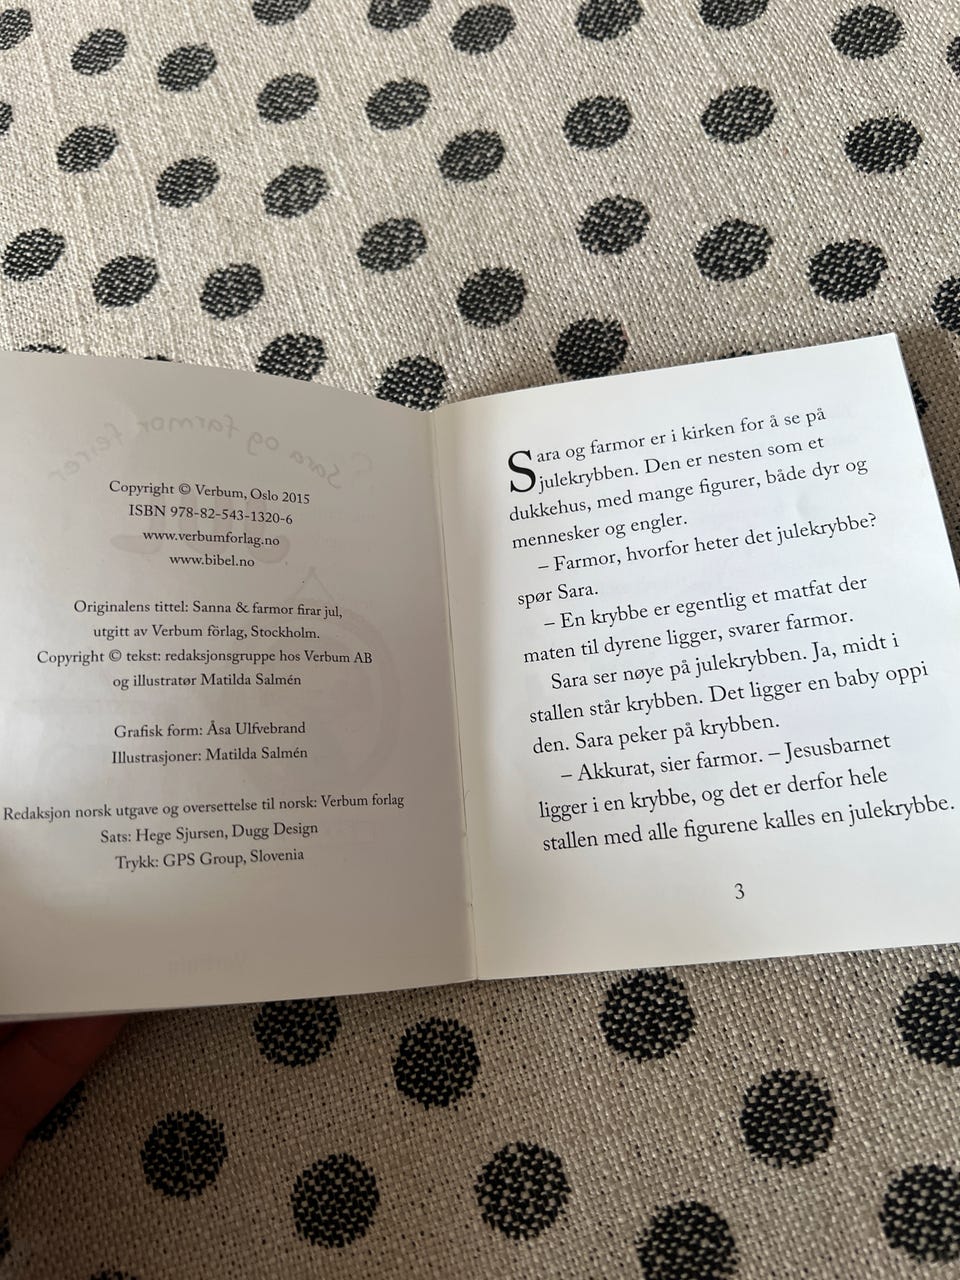 Copyright © Verbum, Oslo 2015
ISBN 978-82-543-1320-6
www.verbumforlag.no
www.bibel.no
Originalens tittel: Sanna & farmor firar jul,
utgitt av Verbum förlag, Stockholm.
Copyright © tekst: redaksjonsgruppe hos Verbum AB
og illustratør Matilda Salmén
Grafisk form: Åsa Ulfvebrand
Illustrasjoner: Matilda Salmén
Redaksjon norsk utgave og oversettelse til norsk: Verbum forlag
Sats: Hege Sjursen, Dugg Design
Trykk: GPS Group, Slovenia
Sara og farmor er i kirken for å se på
julekrybben. Den er nesten som et
dukkehus, med mange figurer, både dyr og
mennesker og engler.
– Farmor, hvorfor heter det julekrybbe?
spør Sara.
– En krybbe er egentlig et matfat der
maten til dyrene ligger, svarer farmor.
Sara ser nøye på julekrybben. Ja, midt i
stallen står krybben. Det ligger en baby oppi
den. Sara peker på krybben.
– Akkurat, sier farmor. – Jesusbarnet
ligger i en krybbe, og det er derfor hele
stallen med alle figurene kalles en julekrybbe.
3